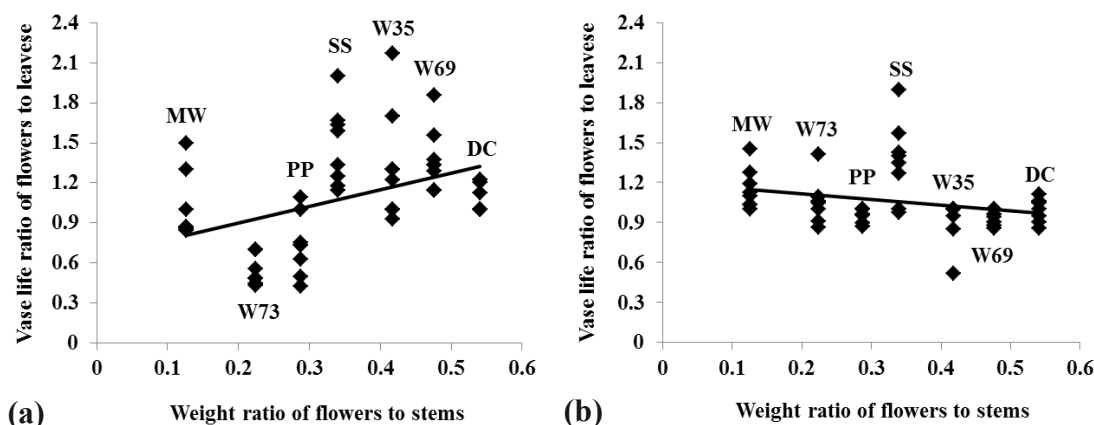 Vase life ratio of flowers to leavese
2.4
2.1
1.8
1.5
1.2
0.9
0.6
0.3
0
MW
W73
PP
SS
W35
W69
DC
0 0.1 0.2 0.3 0.4 0.5 0.6
(a) Weight ratio of flowers to stems
Vase life ratio of flowers to leavese
2.4
2.1
1.8
1.5
1.2
0.9
0.6
0.3
0
MW
W73
PP
SS
W35
W69
DC
0 0.1 0.2 0.3 0.4 0.5 0.6
(b) Weight ratio of flowers to stems